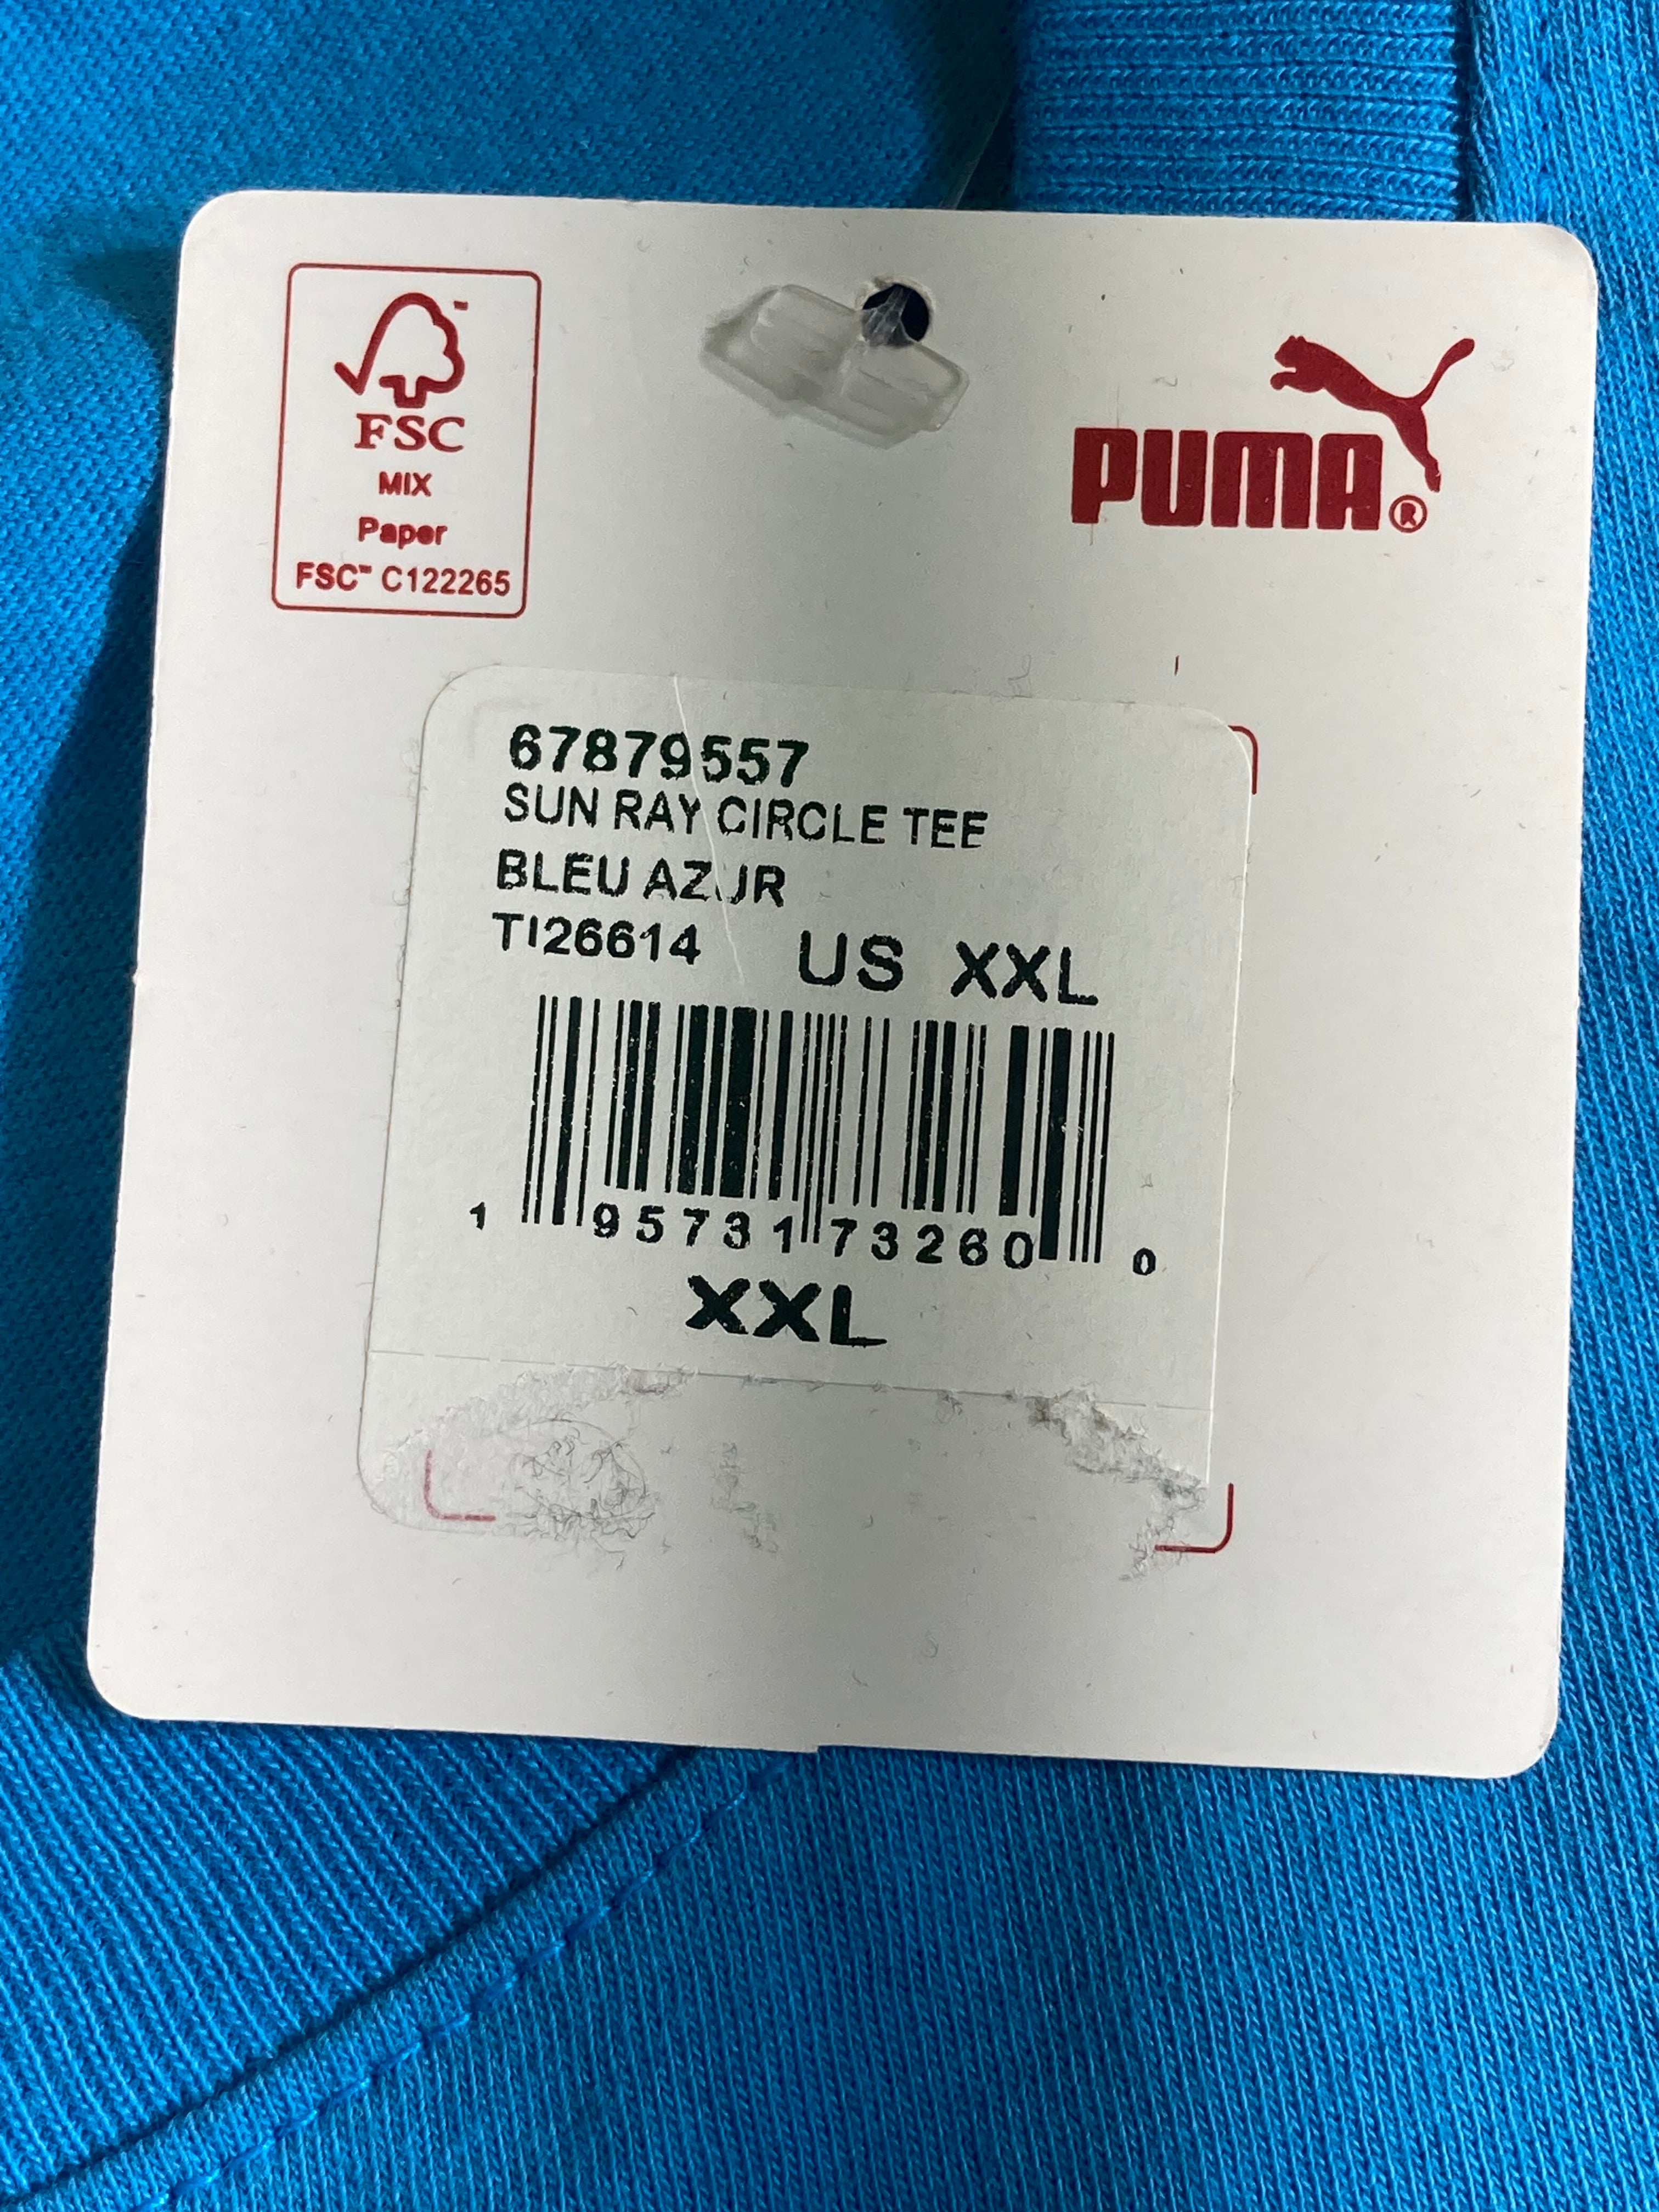 FSC™
MIX
Paper
FSC™ C122265
PUMA®
67879557
SUN RAY CIRCLE TEE
BLEU AZUR
TI26614 US XXL
1 95731 73260 0
XXL